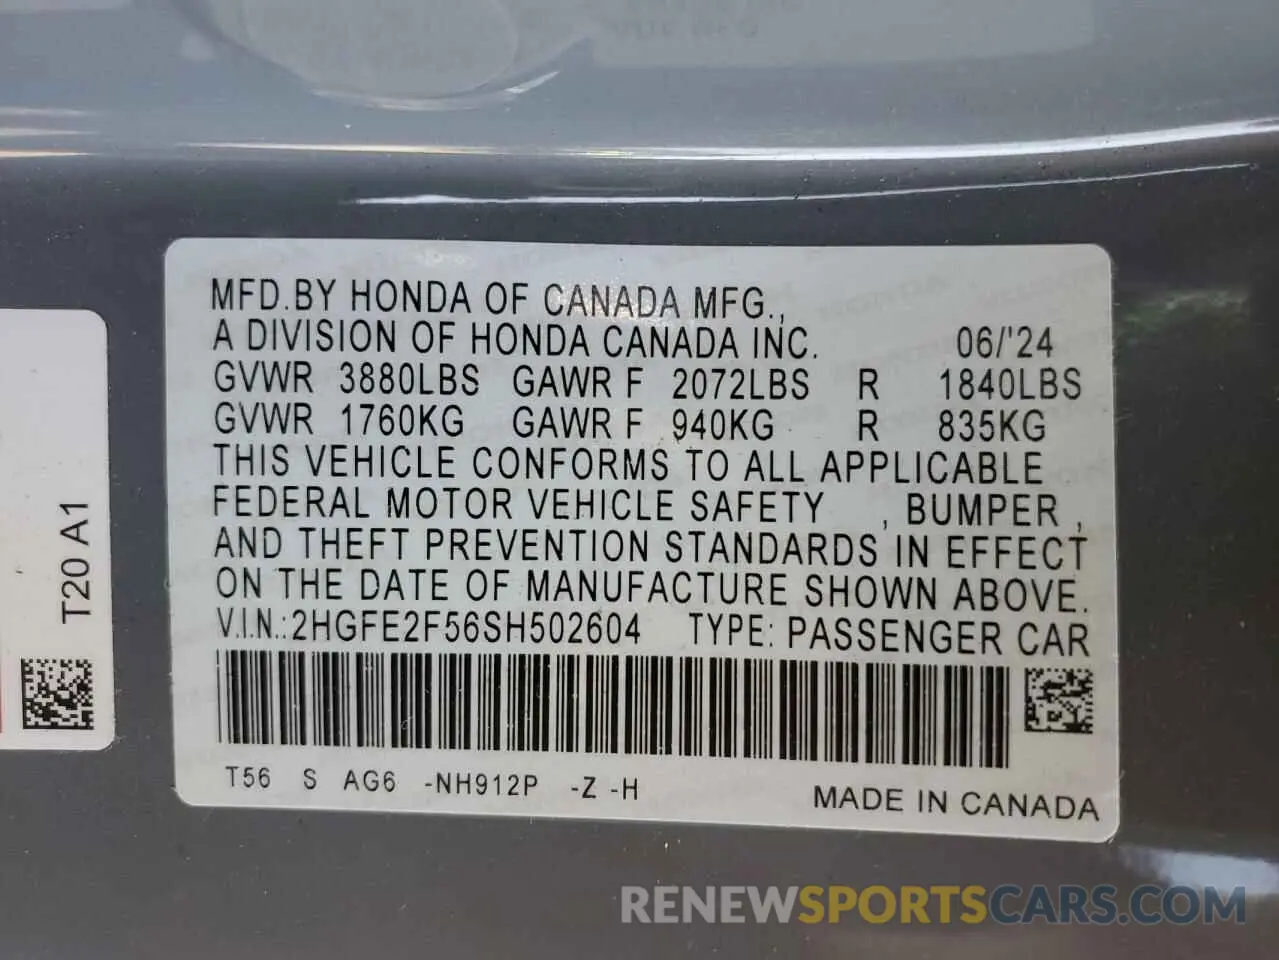 MFD.BY HONDA OF CANADA MFG.,
A DIVISION OF HONDA CANADA INC. 06/'24
GVWR 3880LBS GAWR F 2072LBS R 1840LBS
GVWR 1760KG GAWR F 940KG R 835KG
THIS VEHICLE CONFORMS TO ALL APPLICABLE
FEDERAL MOTOR VEHICLE SAFETY , BUMPER ,
AND THEFT PREVENTION STANDARDS IN EFFECT
ON THE DATE OF MANUFACTURE SHOWN ABOVE.
V.I.N.:2HGFE2F56SH502604 TYPE: PASSENGER CAR
T56 S AG6 -NH912P -Z -H
MADE IN CANADA
T20 A1
RENEWSPORTSCARS.COM